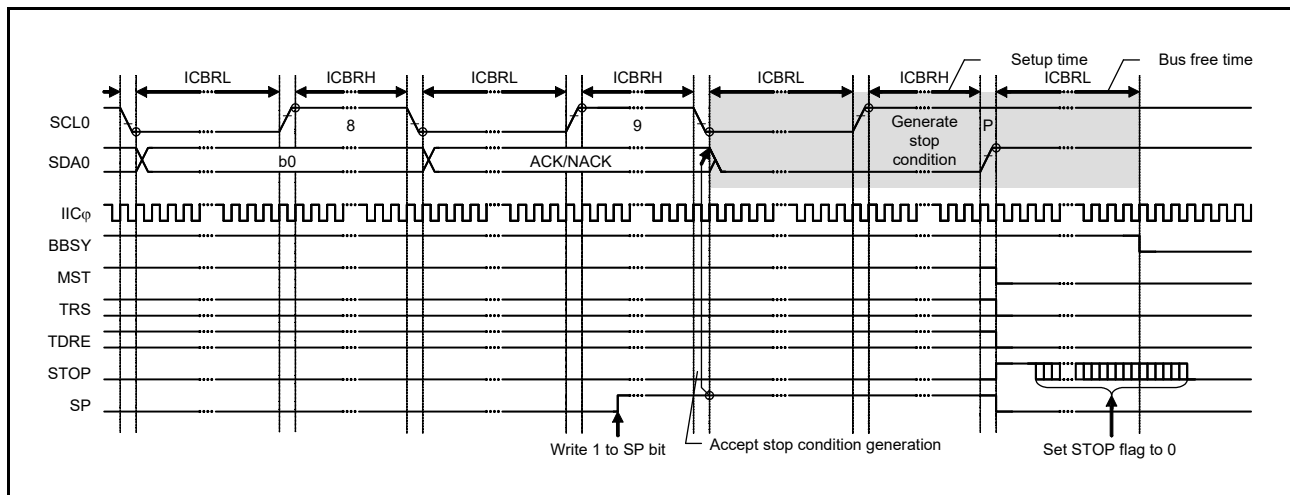 Setup time
Bus free time
ICBRL ICBRH ICBRL ICBRH ICBRL ICBRH ICBRL
SCL0 8 9 Generate stop condition P
SDA0 b0 ACK/NACK
IICφ
BBSY
MST
TRS
TDRE
STOP
SP
Write 1 to SP bit
Accept stop condition generation
Set STOP flag to 0